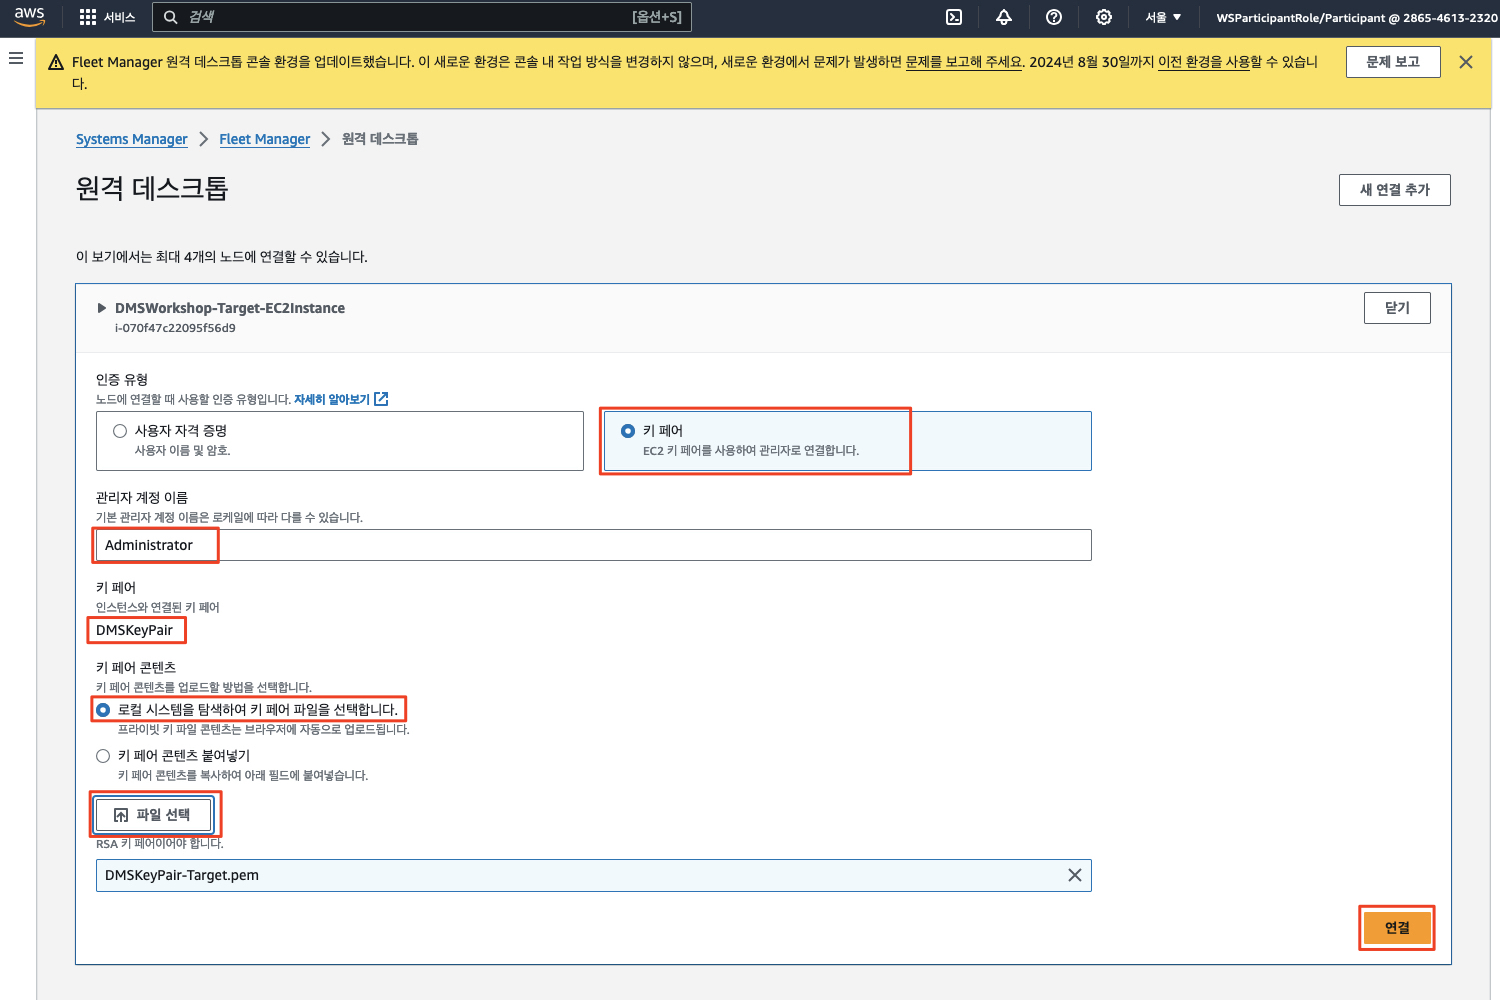 aws
서비스
검색
[옵션+S]
서울
WSParticipantRole/Participant @ 2865-4613-2320
Fleet Manager 원격 데스크톱 콘솔 환경을 업데이트했습니다. 이 새로운 환경은 콘솔 내 작업 방식을 변경하지 않으며, 새로운 환경에서 문제가 발생하면 문제를 보고해 주세요. 2024년 8월 30일까지 이전 환경을 사용할 수 있습니
다.
문제 보고
Systems Manager
Fleet Manager
원격 데스크톱
원격 데스크톱
새 연결 추가
이 보기에서는 최대 4개의 노드에 연결할 수 있습니다.
DMSWorkshop-Target-EC2Instance
i-070f47c22095f56d9
닫기
인증 유형
노드에 연결할 때 사용할 인증 유형입니다. 자세히 알아보기
사용자 자격 증명
사용자 이름 및 암호.
키 페어
EC2 키 페어를 사용하여 관리자로 연결합니다.
관리자 계정 이름
기본 관리자 계정 이름은 로케일에 따라 다를 수 있습니다.
Administrator
키 페어
인스턴스와 연결된 키 페어
DMSKeyPair
키 페어 콘텐츠
키 페어 콘텐츠를 업로드할 방법을 선택합니다.
로컬 시스템을 탐색하여 키 페어 파일을 선택합니다.
프라이빗 키 파일 콘텐츠는 브라우저에 자동으로 업로드됩니다.
키 페어 콘텐츠 붙여넣기
키 페어 콘텐츠를 복사하여 아래 필드에 붙여넣습니다.
파일 선택
RSA 키 페어이어야 합니다.
DMSKeyPair-Target.pem
연결